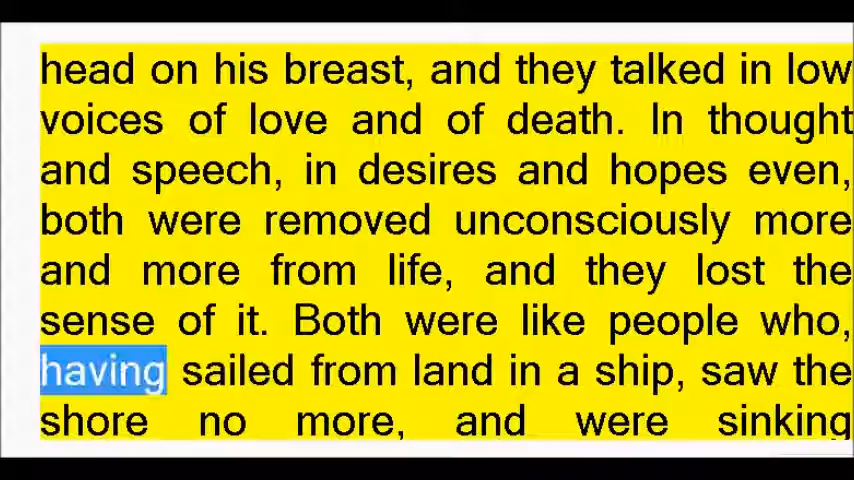 head on his breast, and they talked in low
voices of love and of death. In thought
and speech, in desires and hopes even,
both were removed unconsciously more
and more from life, and they lost the
sense of it. Both were like people who,
having sailed from land in a ship, saw the
shore no more, and were sinking